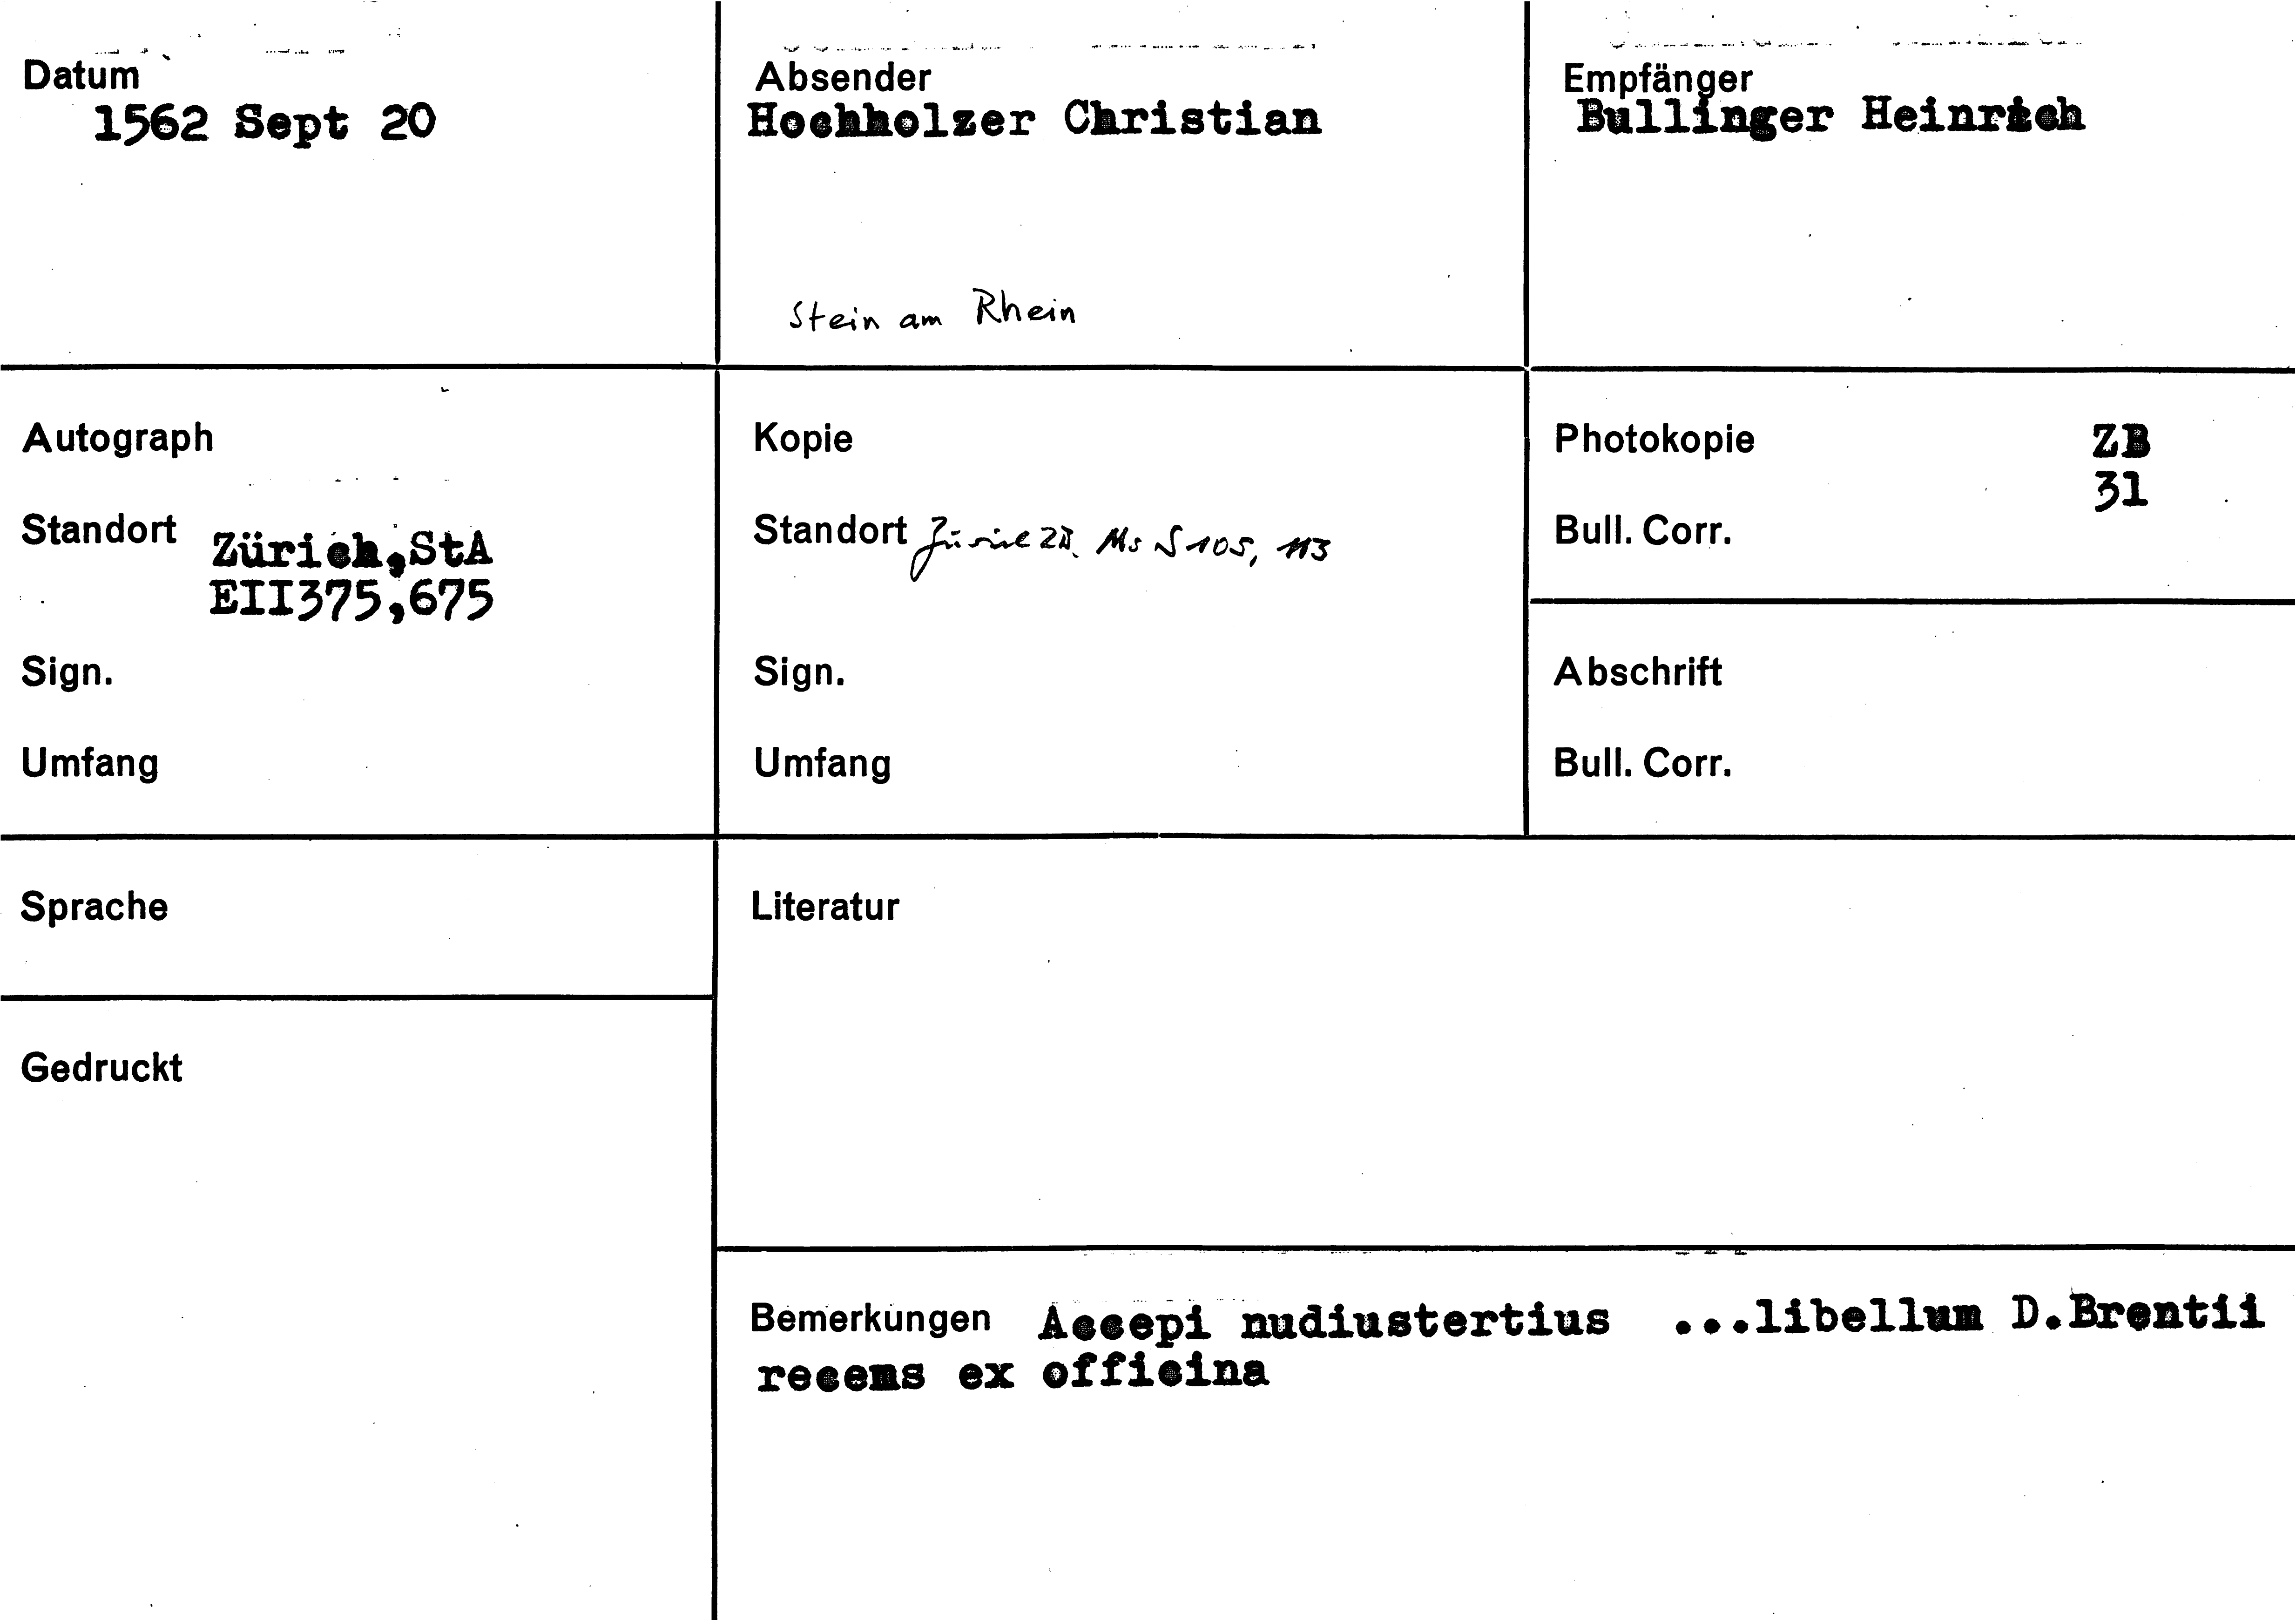 Datum
1562 Sept 20
Absender
Hochholzer Christian
Stein am Rhein
Empfänger
Bullinger Heinrich
Autograph
Standort Zürich,StA
EII375,675
Sign.
Umfang
Kopie
Standort Zürich ZB. Ms S 105, 113
Sign.
Umfang
Photokopie ZB
31
Bull. Corr.
Abschrift
Bull. Corr.
Sprache
Literatur
Gedruckt
Bemerkungen Accepi nudiustertius ...libellum D.Brentii
recens ex officina